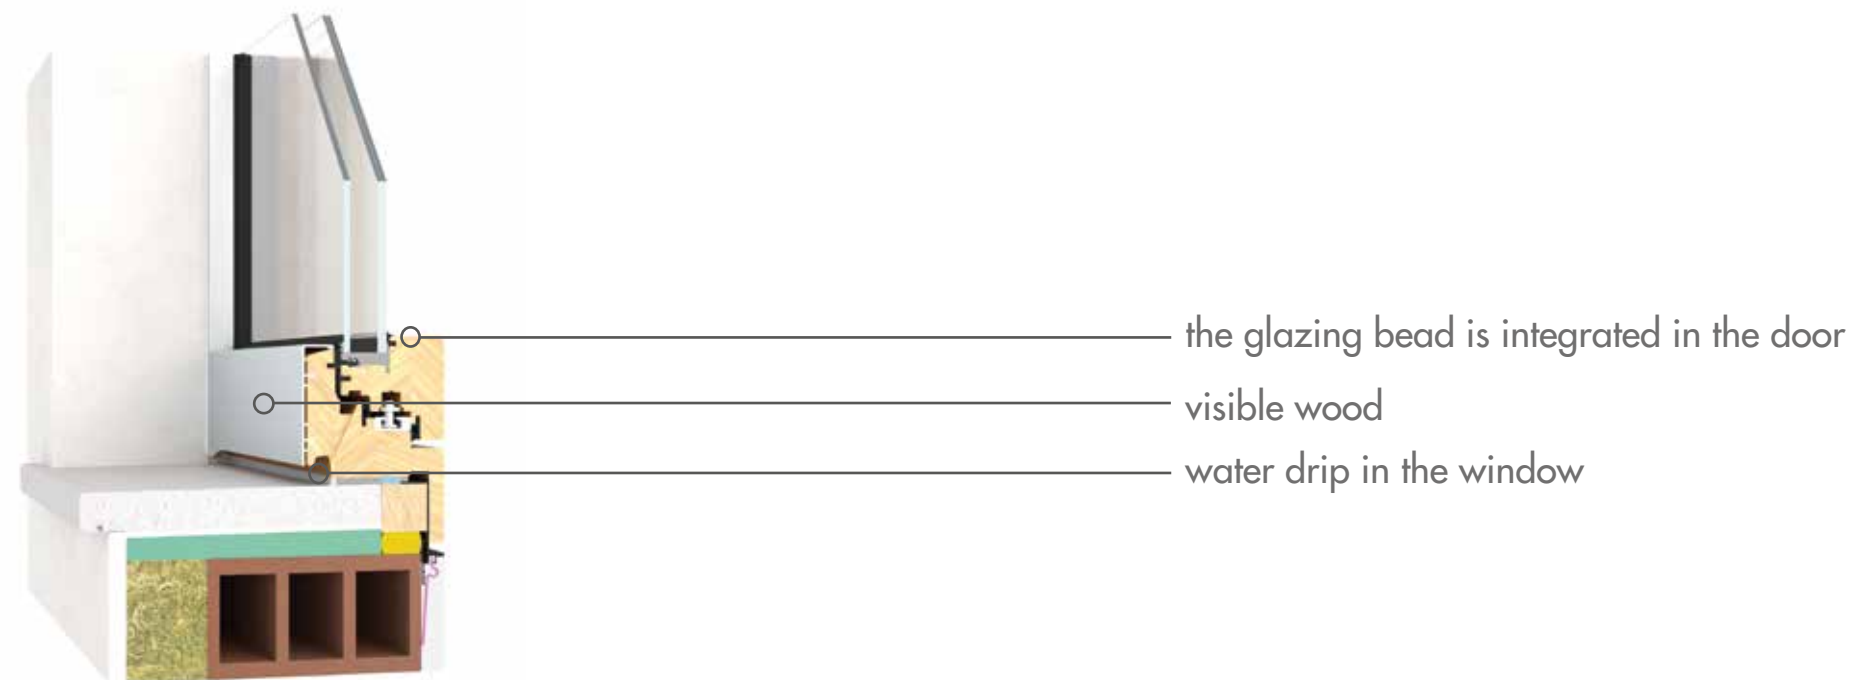 the glazing bead is integrated in the door
visible wood
water drip in the window